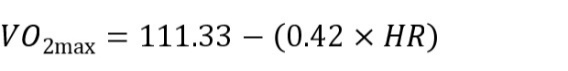 VO₂max = 111.33 − (0.42 × HR)